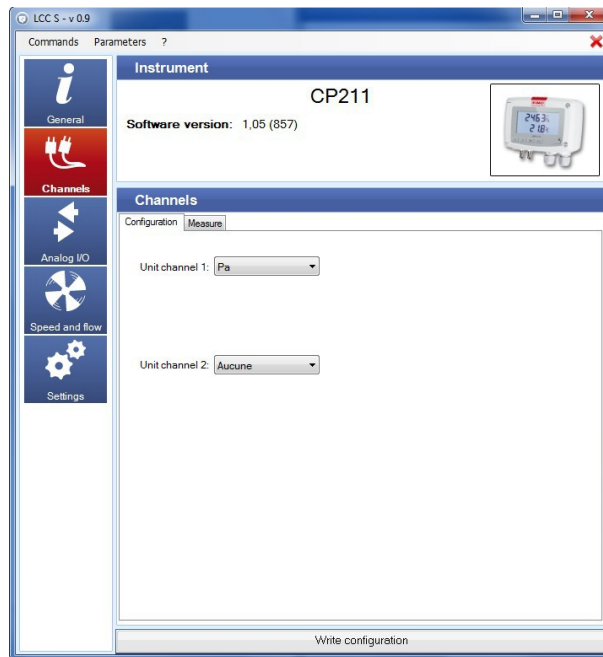 LCC S - v 0.9
Commands Parameters ?
General
Channels
Analog I/O
Speed and flow
Settings
Instrument
CP211
Software version: 1,05 (857)
Channels
Configuration Measure
Unit channel 1: Pa
Unit channel 2: Aucune
Write configuration